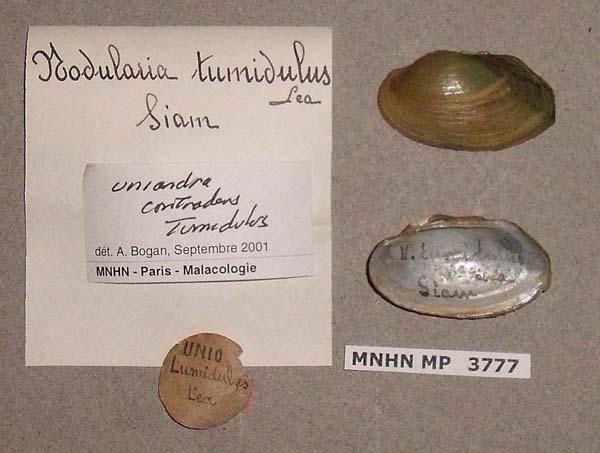 Nodularia tumidulus
Lea
Siam
uniandra
contradens
Tumidulus
dét. A. Bogan, Septembre 2001
MNHN - Paris - Malacologie
UNIO
tumidulus
Lea
U. tumidulus
Siam
MNHN MP 3777